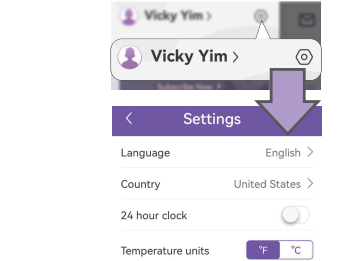 Vicky Yim >
Vicky Yim >
Settings
Language English >
Country United States >
24 hour clock
Temperature units °F °C